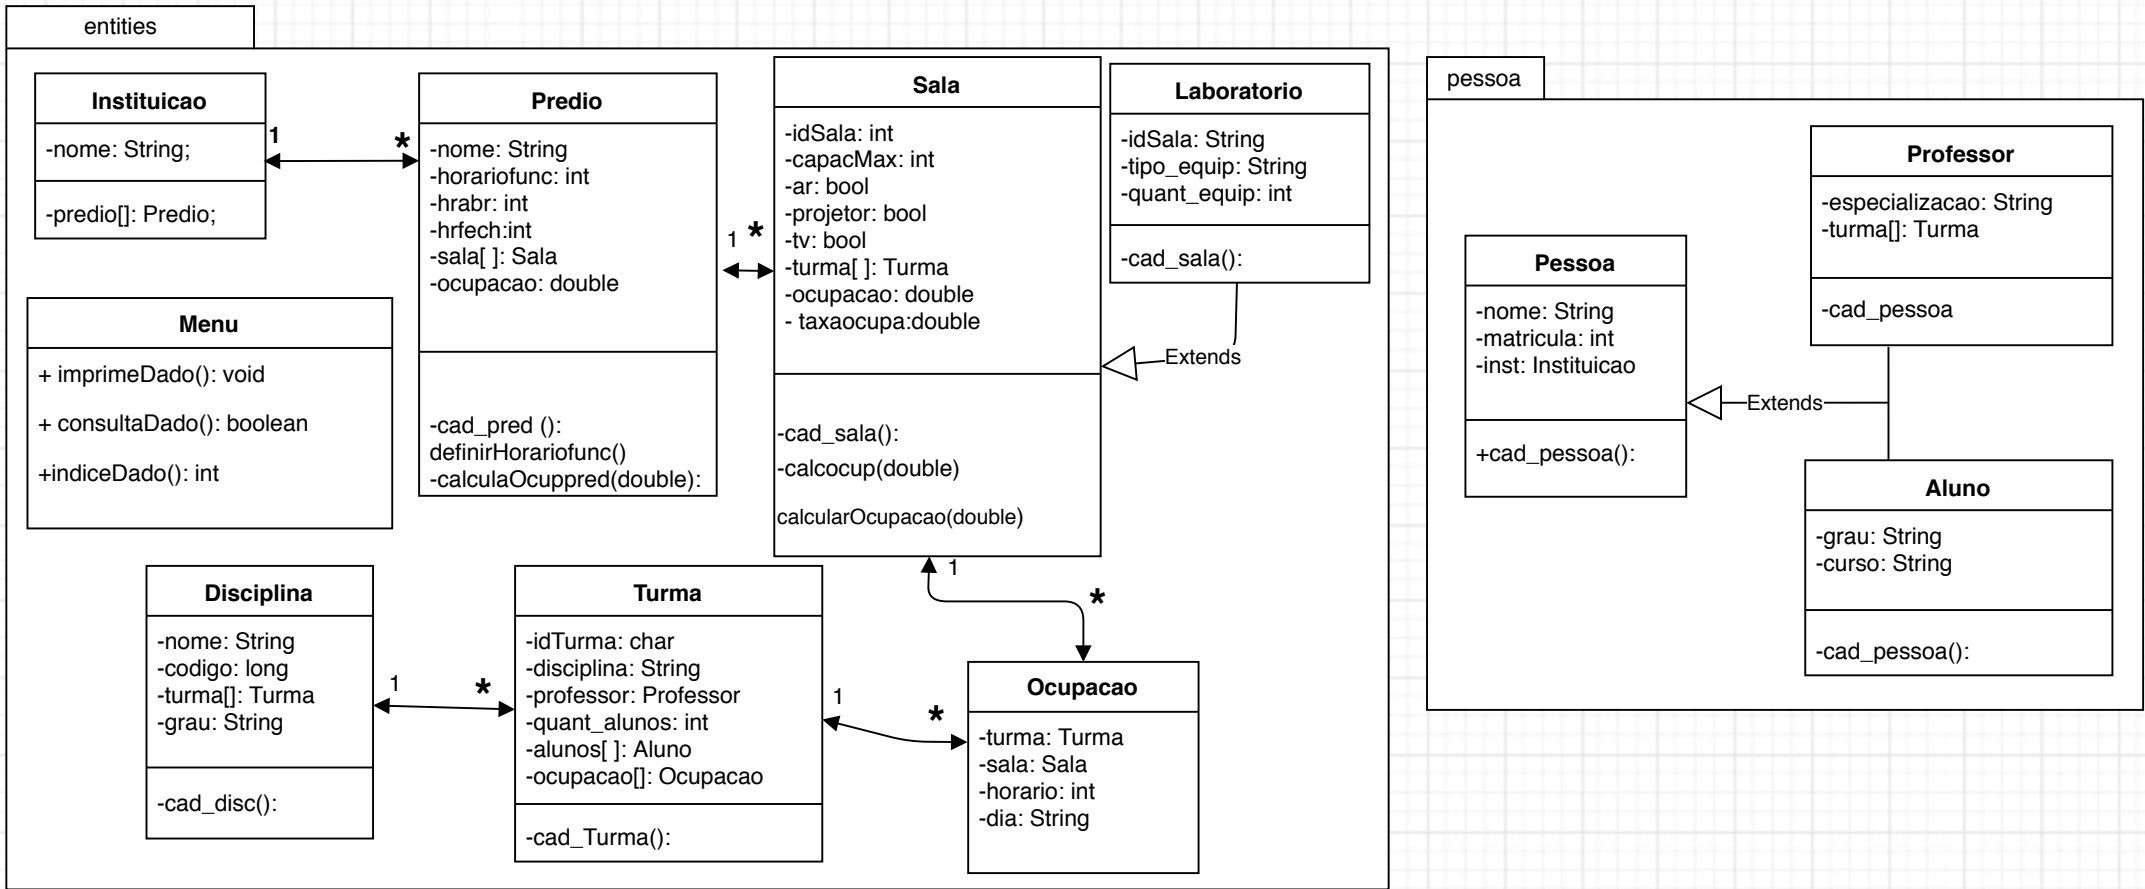 entities
Instituicao
-nome: String;
-predio[]: Predio;
1
*
Predio
-nome: String
-horariofunc: int
-hrabr: int
-hrfech:int
-sala[ ]: Sala
-ocupacao: double
-cad_pred ():
definirHorariofunc()
-calculaOcuppred(double):
1
*
Sala
-idSala: int
-capacMax: int
-ar: bool
-projetor: bool
-tv: bool
-turma[ ]: Turma
-ocupacao: double
- taxaocupa:double
-cad_sala():
-calcocup(double)
calcularOcupacao(double)
Laboratorio
-idSala: String
-tipo_equip: String
-quant_equip: int
-cad_sala():
Extends
Menu
+ imprimeDado(): void
+ consultaDado(): boolean
+indiceDado(): int
Disciplina
-nome: String
-codigo: long
-turma[]: Turma
-grau: String
-cad_disc():
1
*
Turma
-idTurma: char
-disciplina: String
-professor: Professor
-quant_alunos: int
-alunos[ ]: Aluno
-ocupacao[]: Ocupacao
-cad_Turma():
1
*
1
*
Ocupacao
-turma: Turma
-sala: Sala
-horario: int
-dia: String
pessoa
Pessoa
-nome: String
-matricula: int
-inst: Instituicao
+cad_pessoa():
Extends
Professor
-especializacao: String
-turma[]: Turma
-cad_pessoa
Aluno
-grau: String
-curso: String
-cad_pessoa():